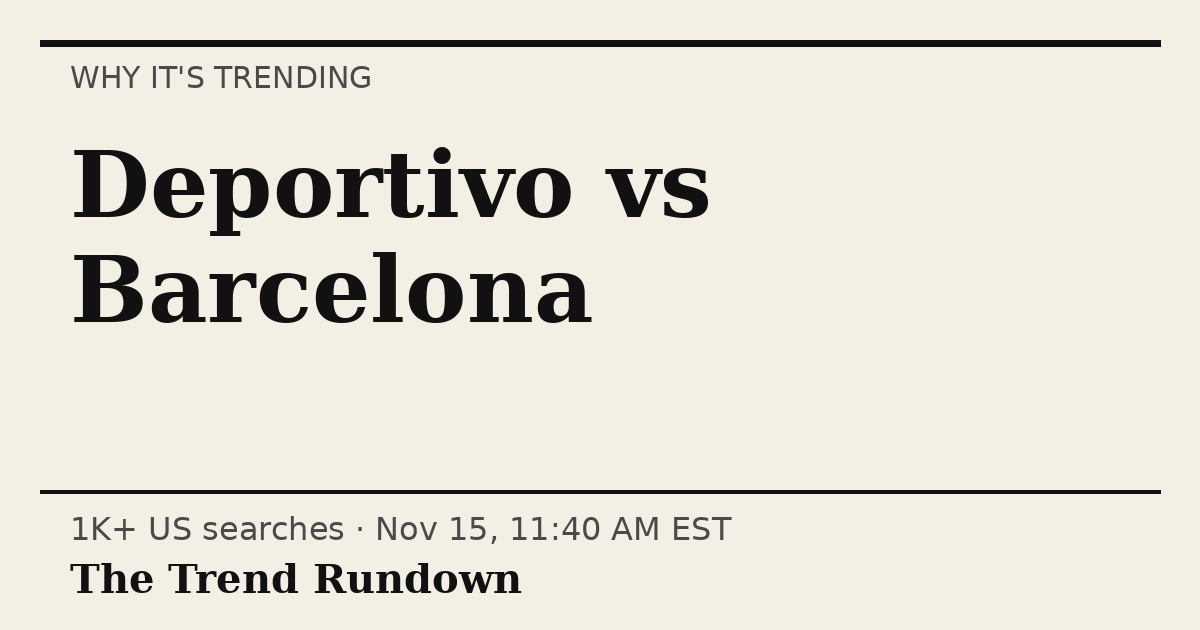 WHY IT'S TRENDING
Deportivo vs
Barcelona
1K+ US searches · Nov 15, 11:40 AM EST
The Trend Rundown